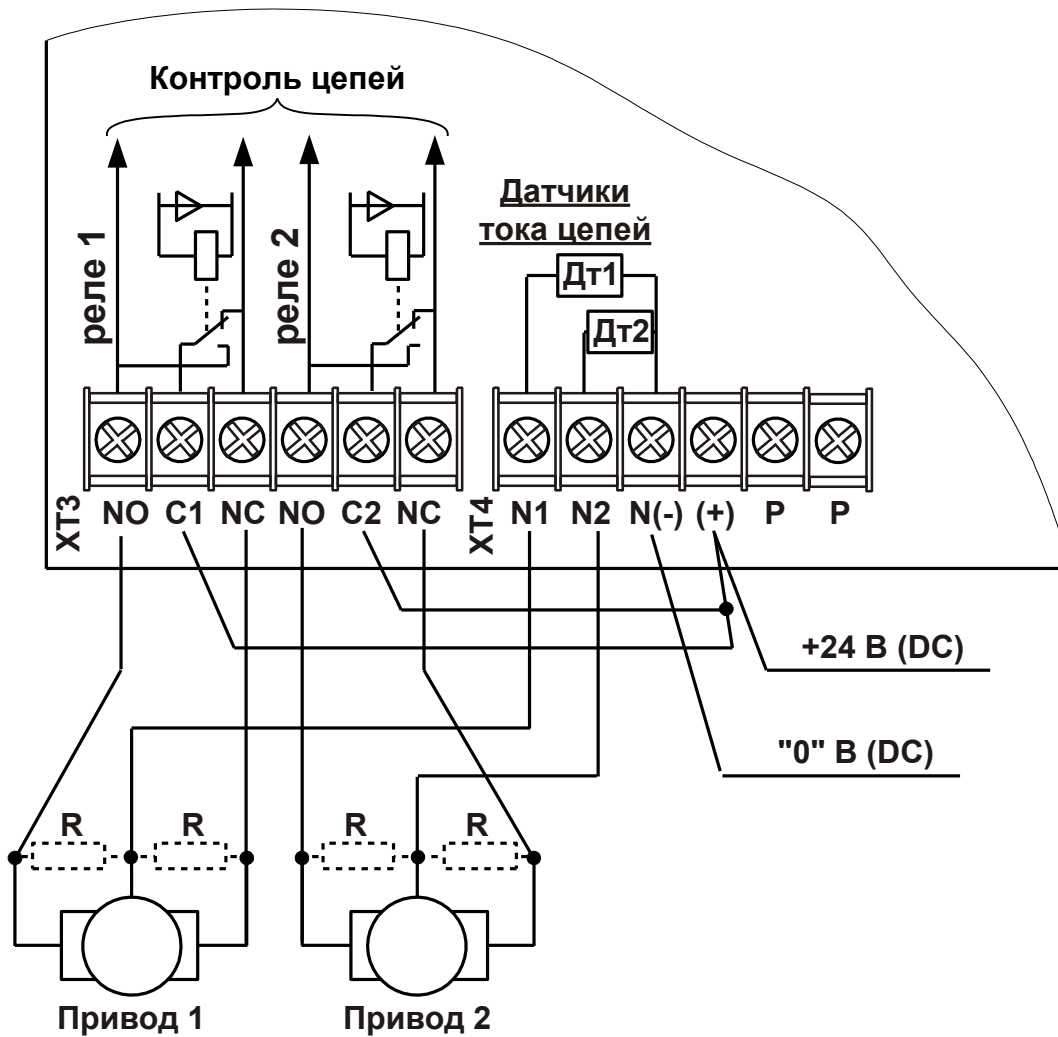 Контроль цепей
реле 1
реле 2
Датчики
тока цепей
Дт1
Дт2
XT3
NO C1 NC NO C2 NC
XT4
N1 N2 N(-) (+) P P
+24 В (DC)
"0" В (DC)
R R R R
Привод 1 Привод 2